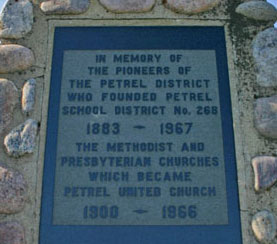 IN MEMORY OF
THE PIONEERS OF
THE PETREL DISTRICT
WHO FOUNDED PETREL
SCHOOL DISTRICT No. 268
1883 - 1967
THE METHODIST AND
PRESBYTERIAN CHURCHES
WHICH BECAME
PETREL UNITED CHURCH
1900 - 1966